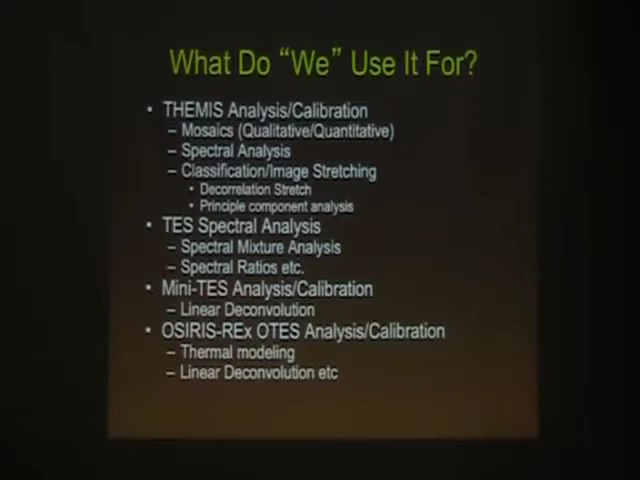 What Do “We” Use It For?
• THEMIS Analysis/Calibration
– Mosaics (Qualitative/Quantitative)
– Spectral Analysis
– Classification/Image Stretching
• Decorrelation Stretch
• Principle component analysis
• TES Spectral Analysis
– Spectral Mixture Analysis
– Spectral Ratios etc.
• Mini-TES Analysis/Calibration
– Linear Deconvolution
• OSIRIS-REx OTES Analysis/Calibration
– Thermal modeling
– Linear Deconvolution etc